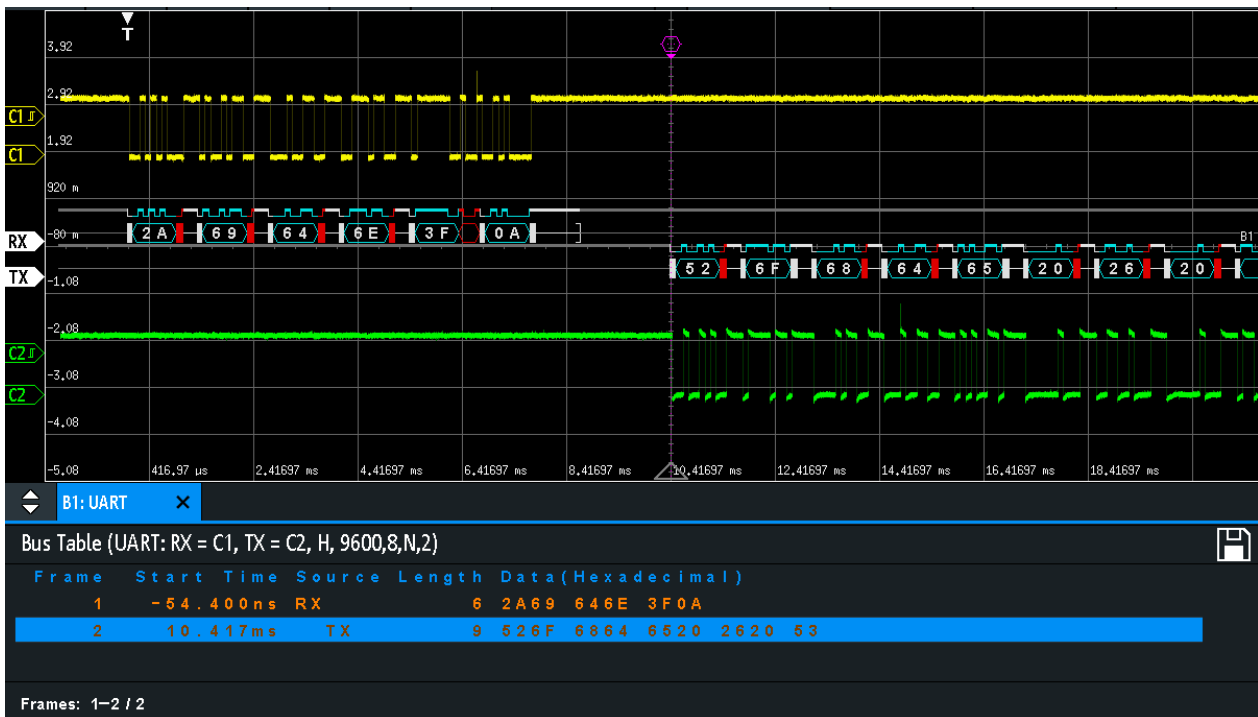 T
3.92
2.92
C1
1.92
C1
920 m
2A 69 64 6E 3F 0A
RX
-80 m
B1
52 6F 68 64 65 20 26 20
TX
-1.08
-2.08
C2
-3.08
C2
-4.08
-5.08 416.97 µs 2.41697 ms 4.41697 ms 6.41697 ms 8.41697 ms 10.41697 ms 12.41697 ms 14.41697 ms 16.41697 ms 18.41697 ms
B1: UART ×
Bus Table (UART: RX = C1, TX = C2, H, 9600,8,N,2)
Frame Start Time Source Length Data(Hexadecimal)
1 -54.400ns RX 6 2A69 646E 3F0A
2 10.417ms TX 9 526F 6864 6520 2620 53
Frames: 1-2 / 2